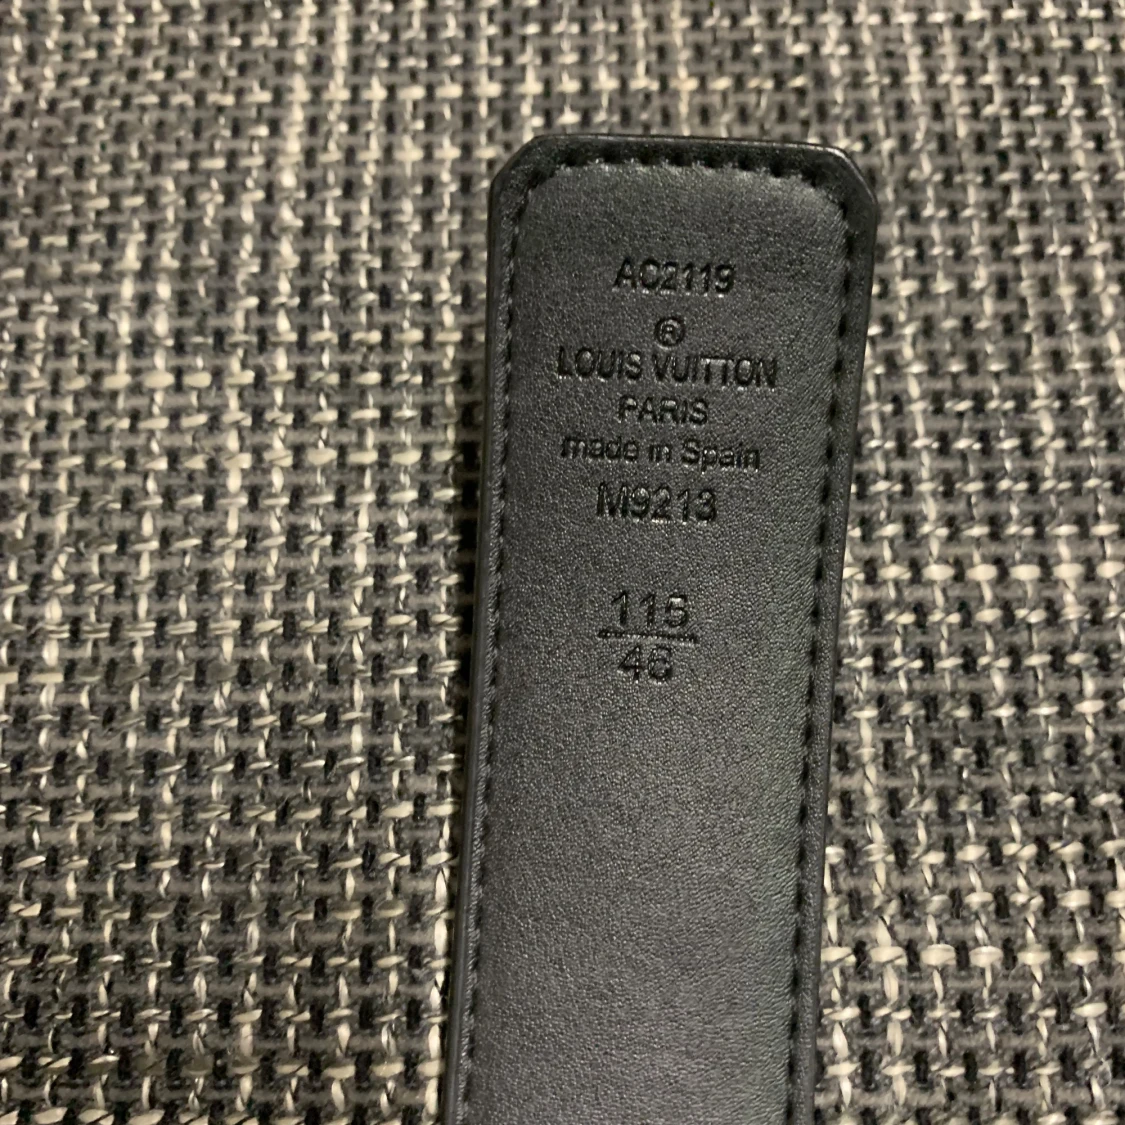 AC2119
®
LOUIS VUITTON
PARIS
made in Spain
M9213
115
46